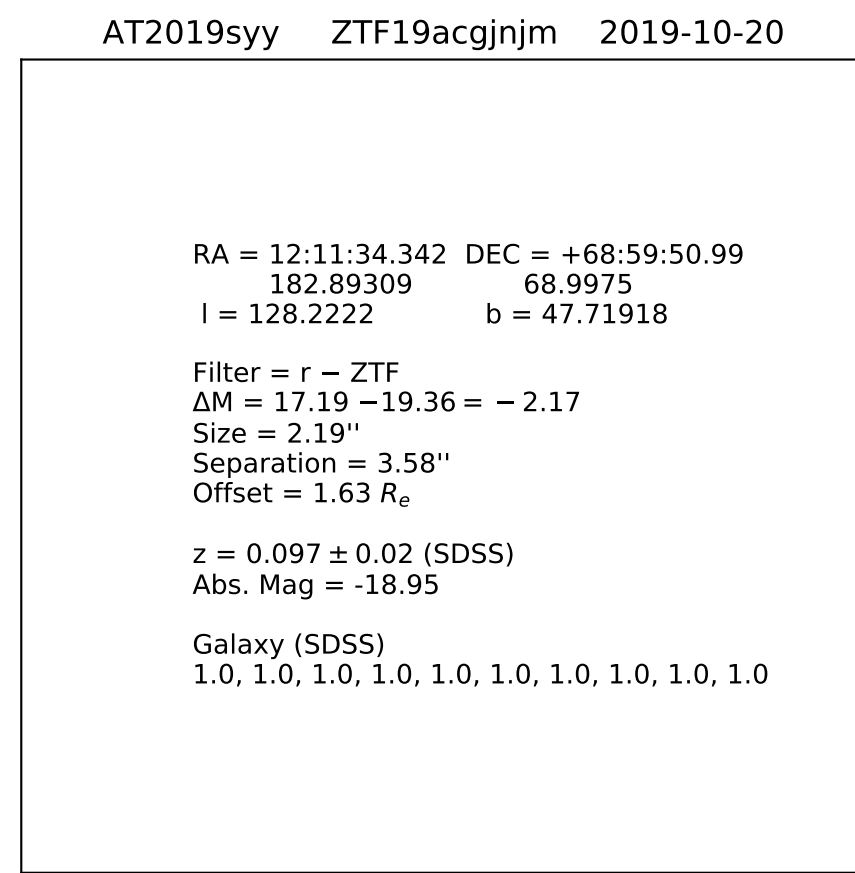 AT2019syy ZTF19acgjnjm 2019-10-20
RA = 12:11:34.342 DEC = +68:59:50.99
182.89309 68.9975
l = 128.2222 b = 47.71918
Filter = r − ZTF
ΔM = 17.19 −19.36 = − 2.17
Size = 2.19''
Separation = 3.58''
Offset = 1.63 Re
z = 0.097 ± 0.02 (SDSS)
Abs. Mag = -18.95
Galaxy (SDSS)
1.0, 1.0, 1.0, 1.0, 1.0, 1.0, 1.0, 1.0, 1.0, 1.0